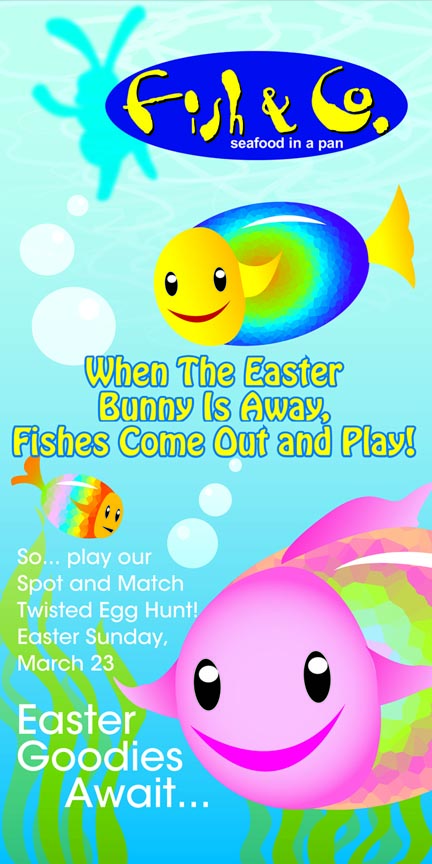 Fish & Co.
seafood in a pan
When The Easter
Bunny Is Away,
Fishes Come Out and Play!
So... play our
Spot and Match
Twisted Egg Hunt!
Easter Sunday,
March 23
Easter
Goodies
Await...